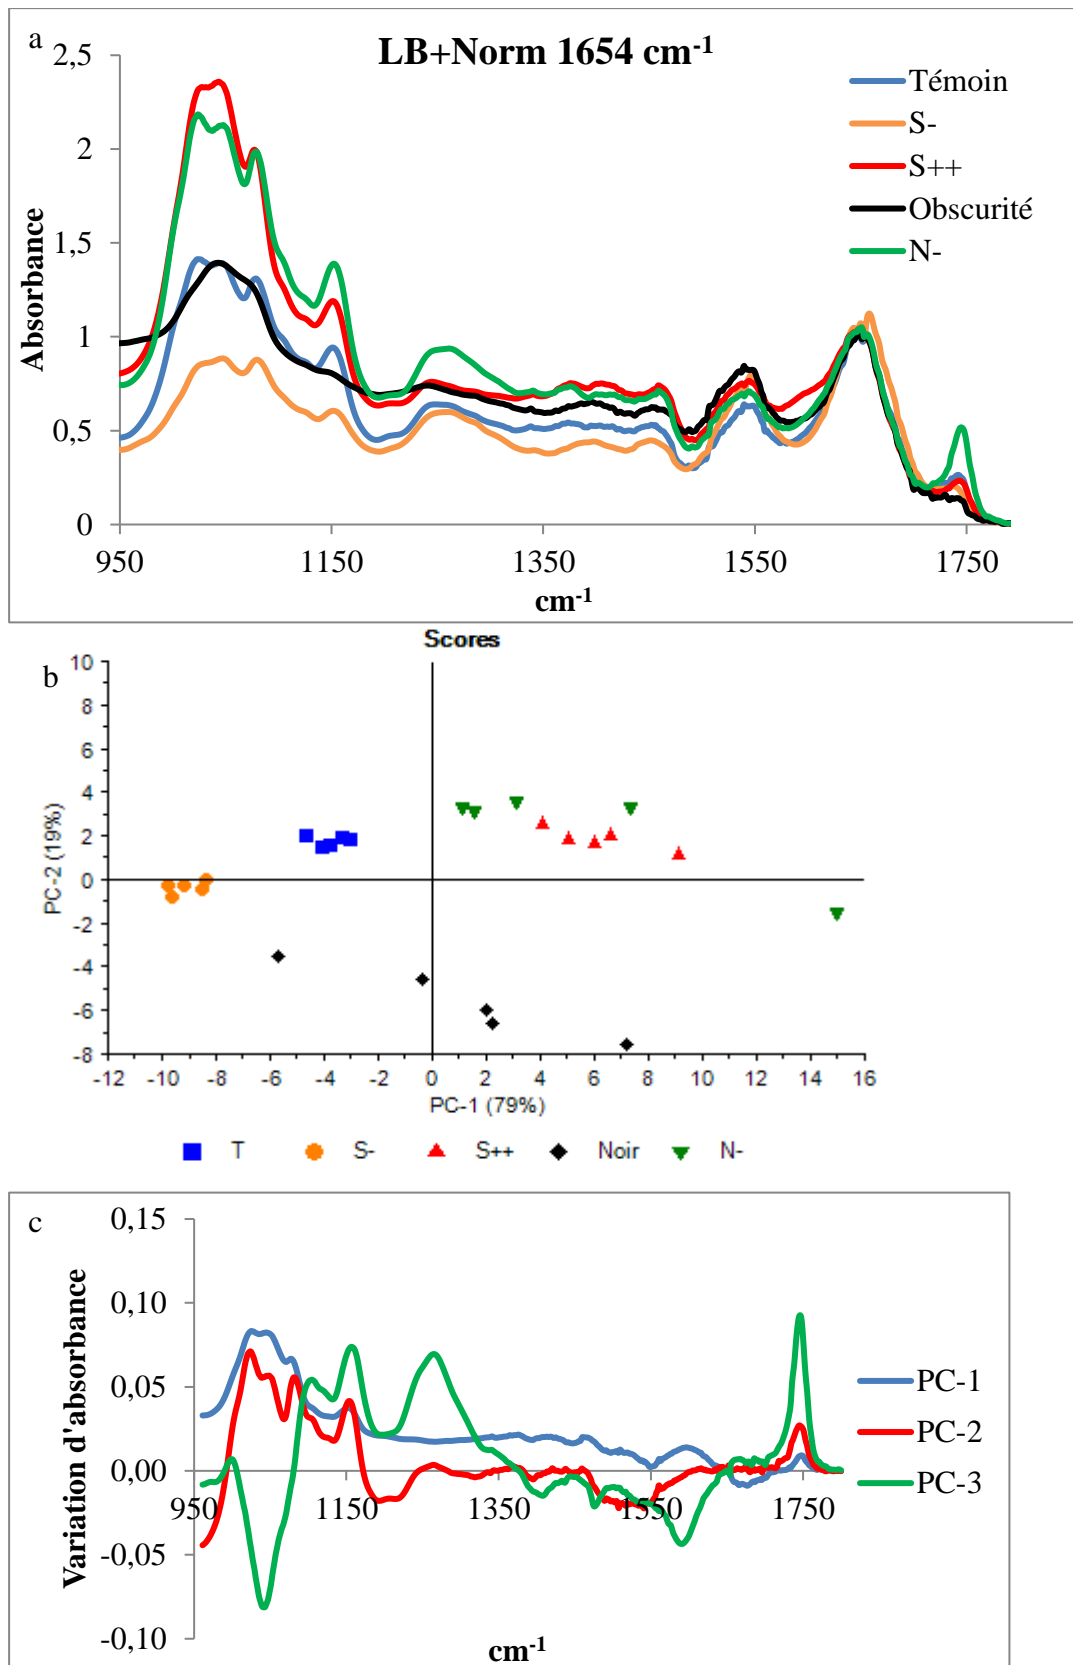 a
LB+Norm 1654 cm-1
2,5
2
1,5
1
0,5
0
Absorbance
Témoin
S-
S++
Obscurité
N-
950 1150 1350 1550 1750
cm-1
b
Scores
10
8
6
4
2
0
-2
-4
-6
-8
PC-2 (19%)
-12 -10 -8 -6 -4 -2 0 2 4 6 8 10 12 14 16
PC-1 (79%)
T S- S++ Noir N-
c
0,15
0,10
0,05
0,00
-0,05
-0,10
Variation d'absorbance
950 1150 1350 1550 1750
PC-1
PC-2
PC-3
cm-1